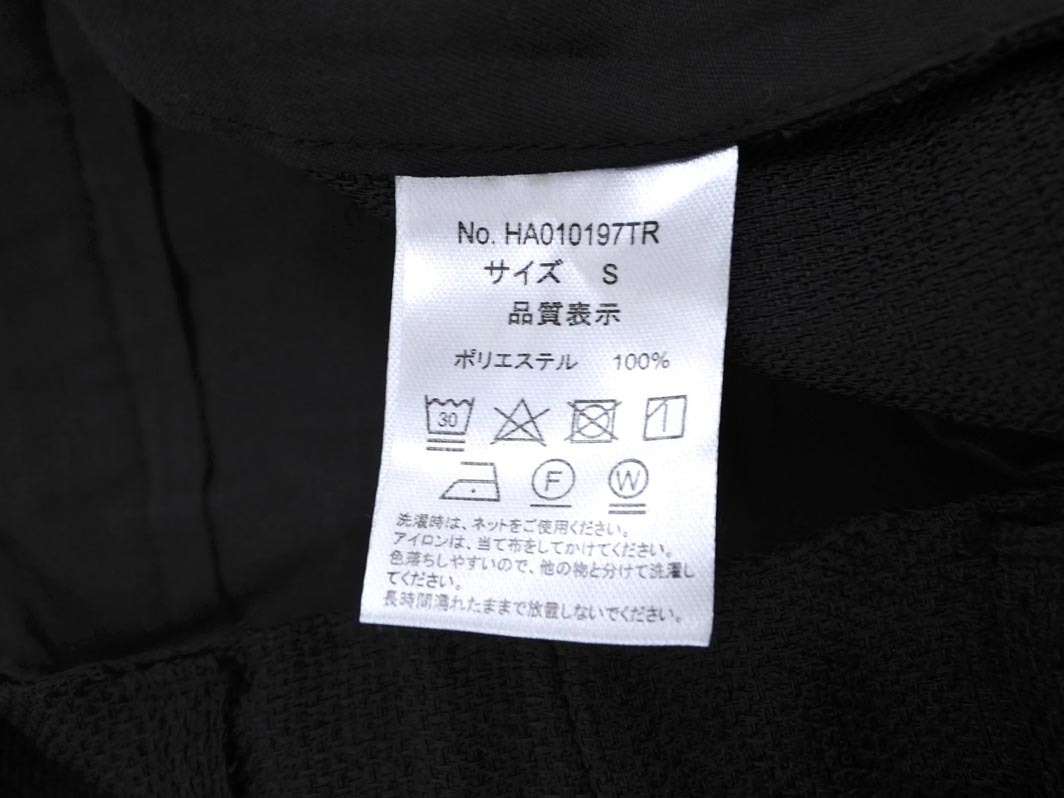 No. HA010197TR
サイズ S
品質表示
ポリエステル 100%
30
F W
洗濯時は、ネットをご使用ください。
アイロンは、当て布をしてかけてください。
色落ちしやすいので、他の物と分けて洗濯し
てください。
長時間濡れたままで放置しないでください。